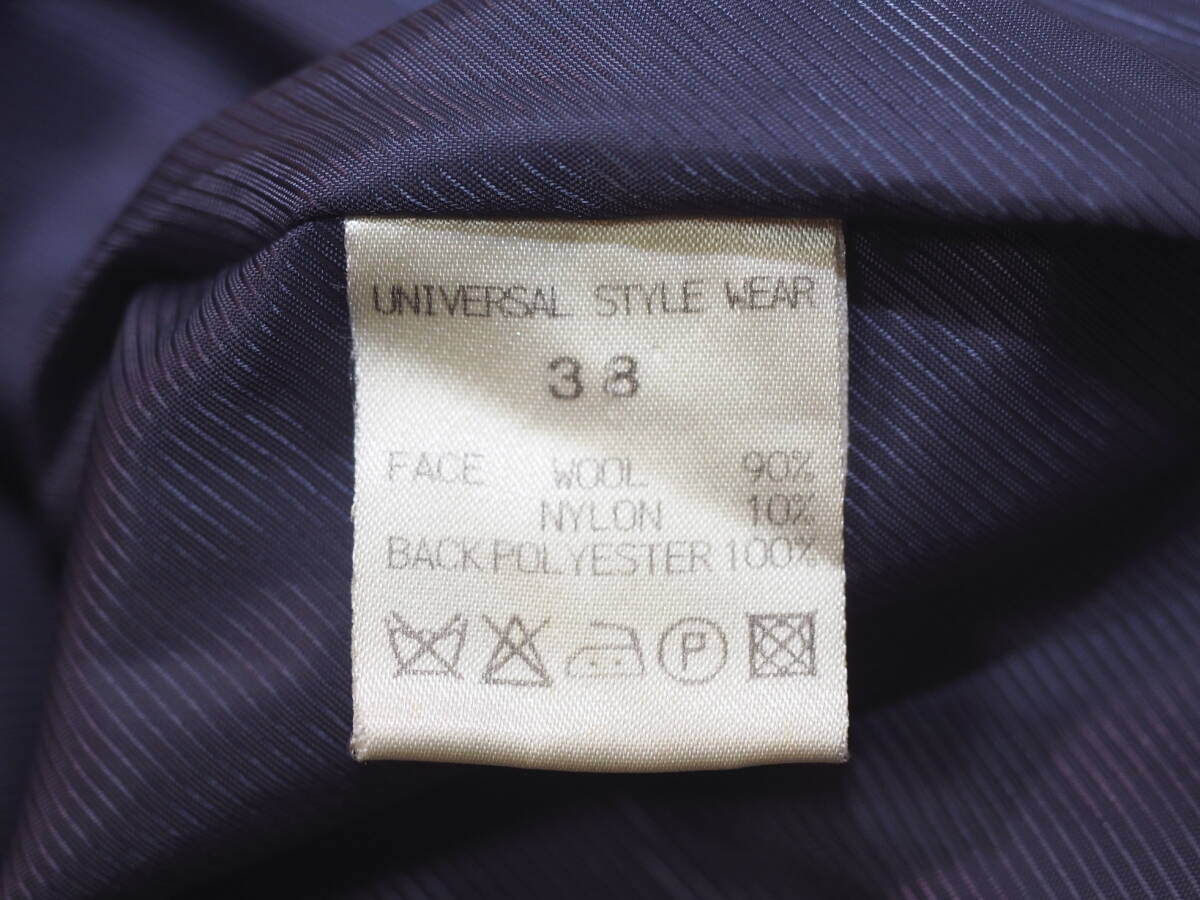 UNIVERSAL STYLE WEAR
38
FACE WOOL 90%
NYLON 10%
BACK POLYESTER 100%
P